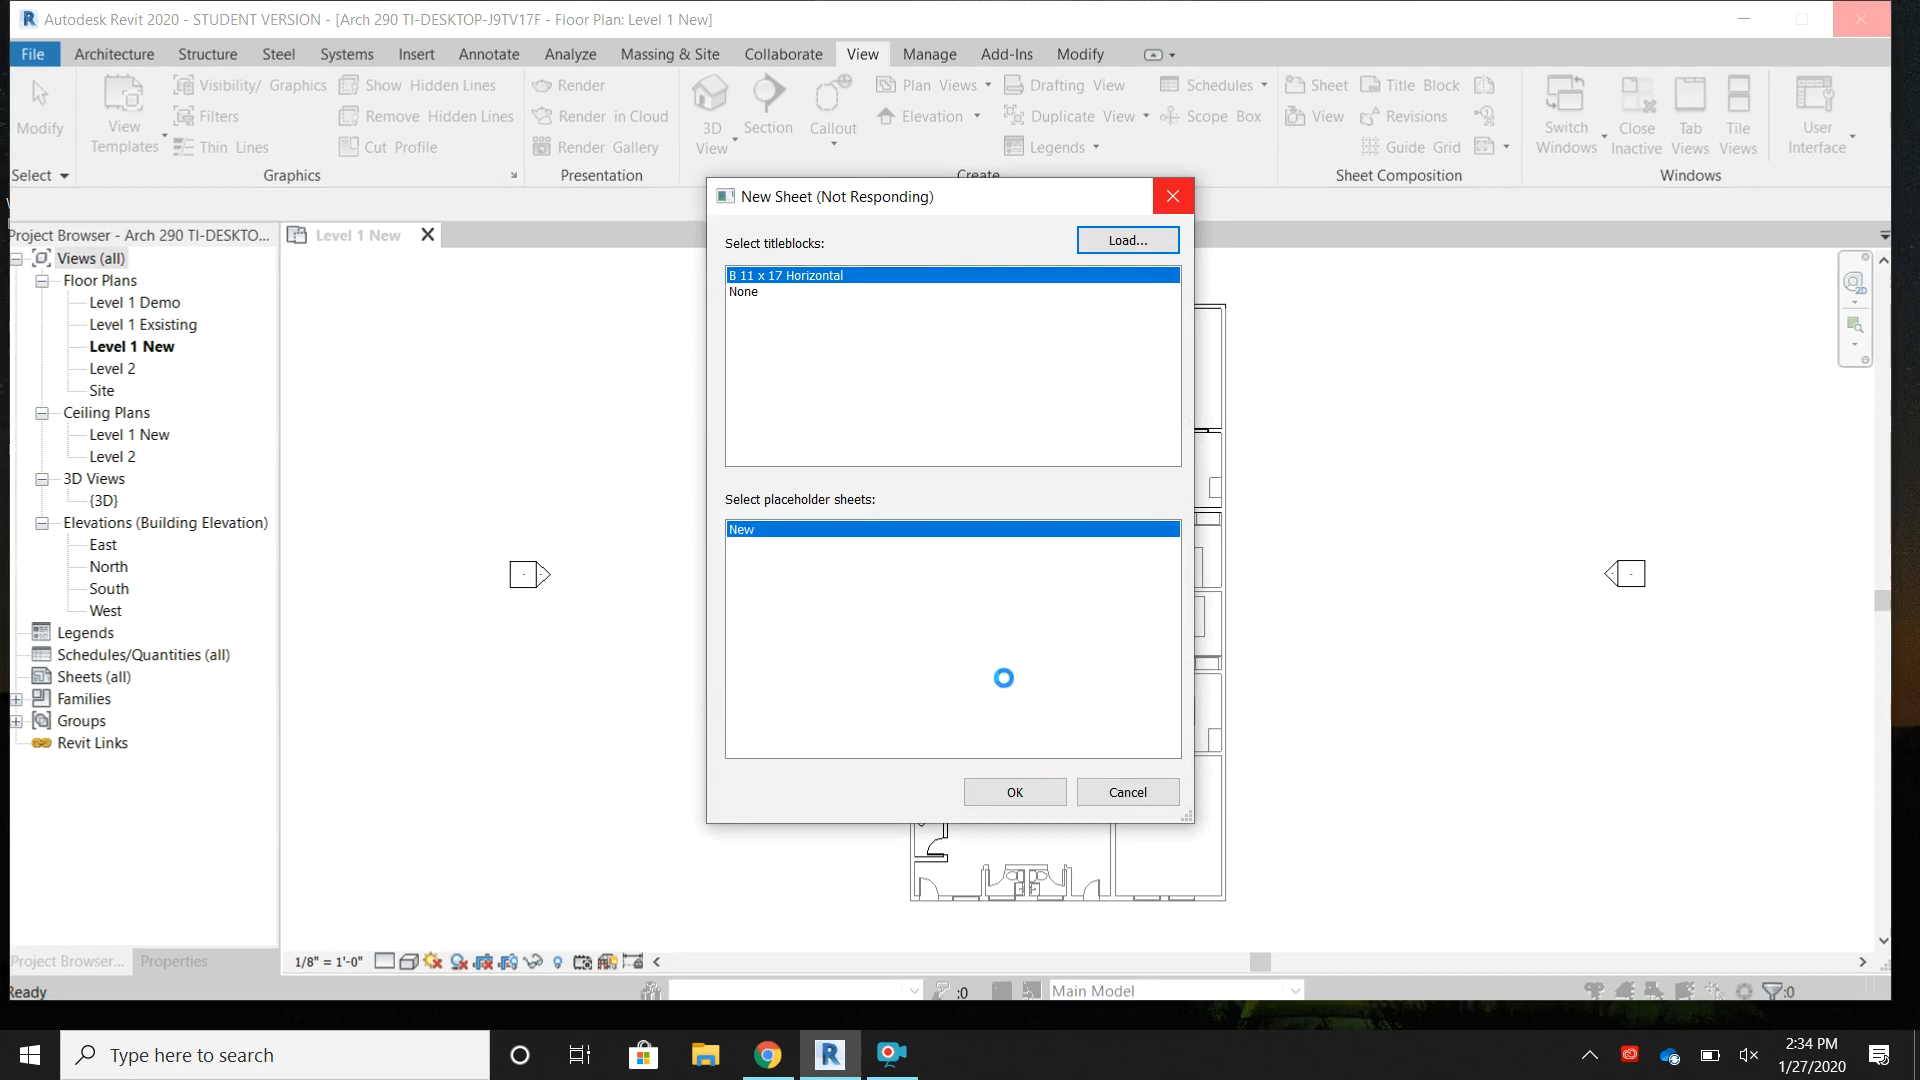 Autodesk Revit 2020 - STUDENT VERSION - [Arch 290 TI-DESKTOP-J9TV17F - Floor Plan: Level 1 New]
File Architecture Structure Steel Systems Insert Annotate Analyze Massing & Site Collaborate View Manage Add-Ins Modify
Visibility/ Graphics Show Hidden Lines Render Plan Views Drafting View Schedules Sheet Title Block
Filters Remove Hidden Lines Render in Cloud Elevation Duplicate View Scope Box View Revisions
Thin Lines Cut Profile Render Gallery Legends Guide Grid
Modify
View Templates
3D View
Section
Callout
Switch Windows
Close Inactive
Tab Views
Tile Views
User Interface
Select Graphics Presentation Create Sheet Composition Windows
Project Browser - Arch 290 TI-DESKTO...
Level 1 New
Views (all)
Floor Plans
Level 1 Demo
Level 1 Exsisting
Level 1 New
Level 2
Site
Ceiling Plans
Level 1 New
Level 2
3D Views
{3D}
Elevations (Building Elevation)
East
North
South
West
Legends
Schedules/Quantities (all)
Sheets (all)
Families
Groups
Revit Links
New Sheet (Not Responding)
Select titleblocks:
Load...
B 11 x 17 Horizontal
None
Select placeholder sheets:
New
OK Cancel
2D
Project Browser... Properties
1/8" = 1'-0"
Ready
:0
Main Model
:0
Type here to search
2:34 PM
1/27/2020